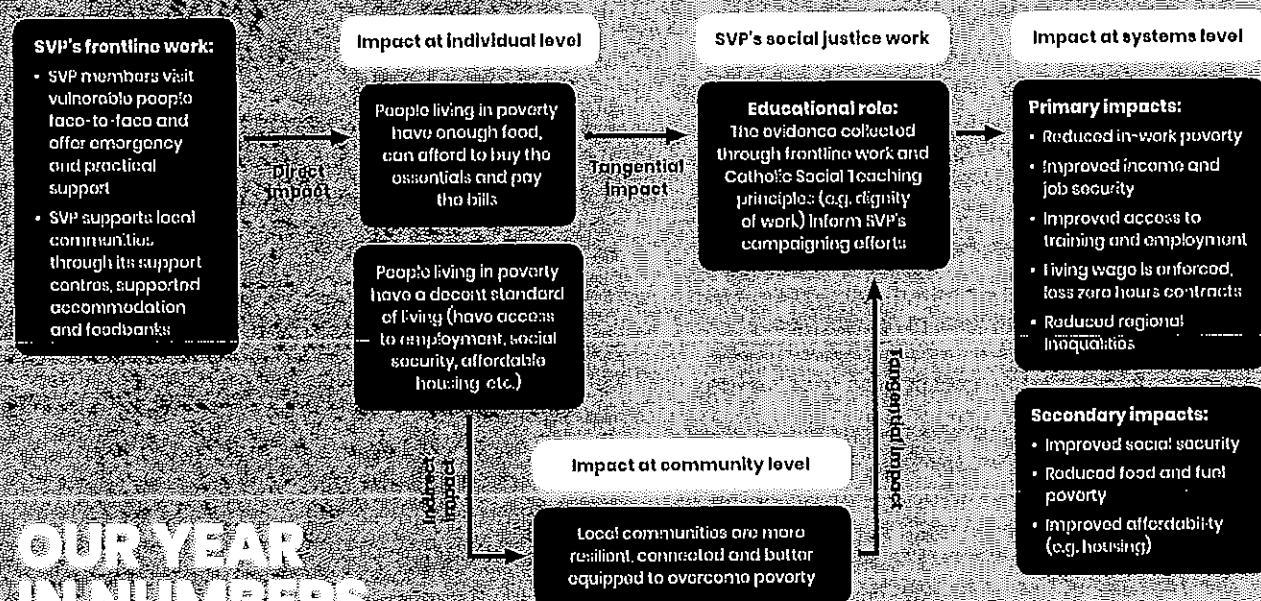 SVP's frontline work:
• SVP members visit
vulnerable people
face-to-face and
offer emergency
and practical
support
• SVP supports local
communities
through its support
centres, supported
accommodation
and foodbanks
Direct
Impact
Impact at individual level
People living in poverty
have enough food,
can afford to buy the
essentials and pay
the bills
People living in poverty
have a decent standard
of living (have access
to employment, social
security, affordable
housing etc.)
Tangential
Impact
Indirect
Impact
Impact at community level
Local communities are more
resilient, connected and better
equipped to overcome poverty
Tangential Impact
SVP's social justice work
Educational role:
The evidence collected
through frontline work and
Catholic Social Teaching
principles (e.g. dignity
of work) inform SVP's
campaigning efforts
Impact at systems level
Primary impacts:
• Reduced in-work poverty
• Improved income and
job security
• Improved access to
training and employment
• Living wage is enforced,
less zero hours contracts
• Reduced regional
inequalities
Secondary impacts:
• Improved social security
• Reduced food and fuel
poverty
• Improved affordability
(e.g. housing)
OUR YEAR
IN NUMBERS